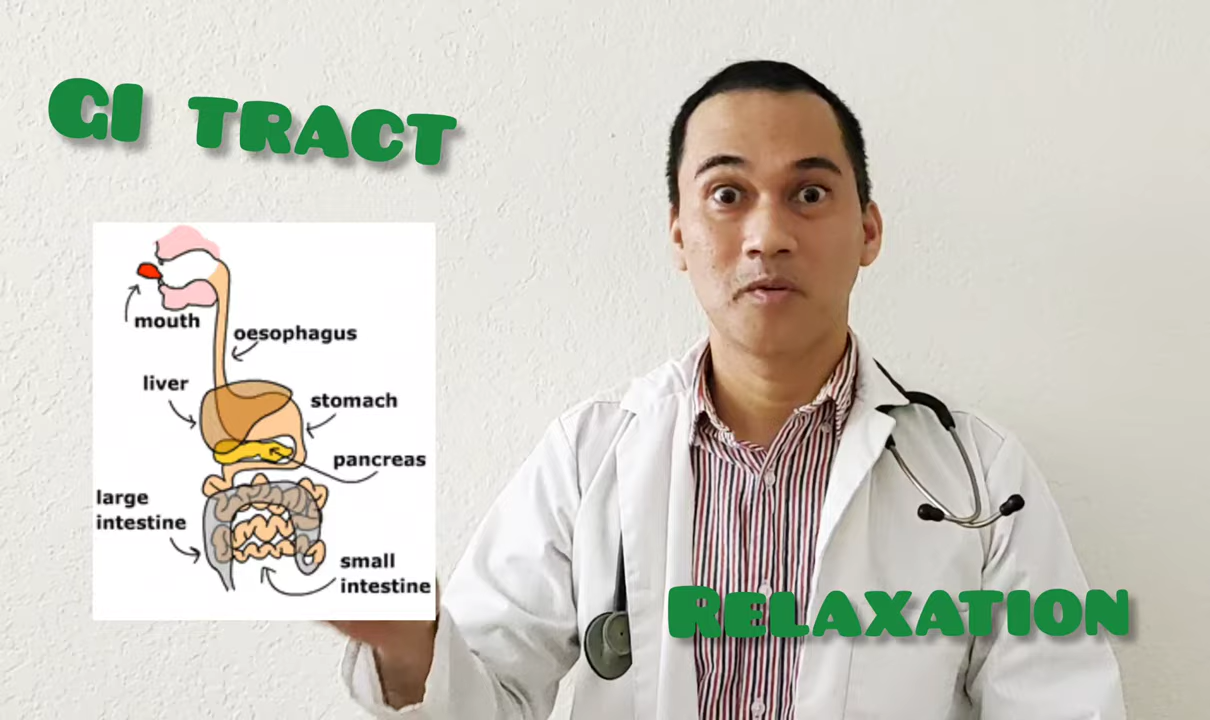 GI TRACT
mouth
oesophagus
liver
stomach
pancreas
large
intestine
small
intestine
RELAXATION